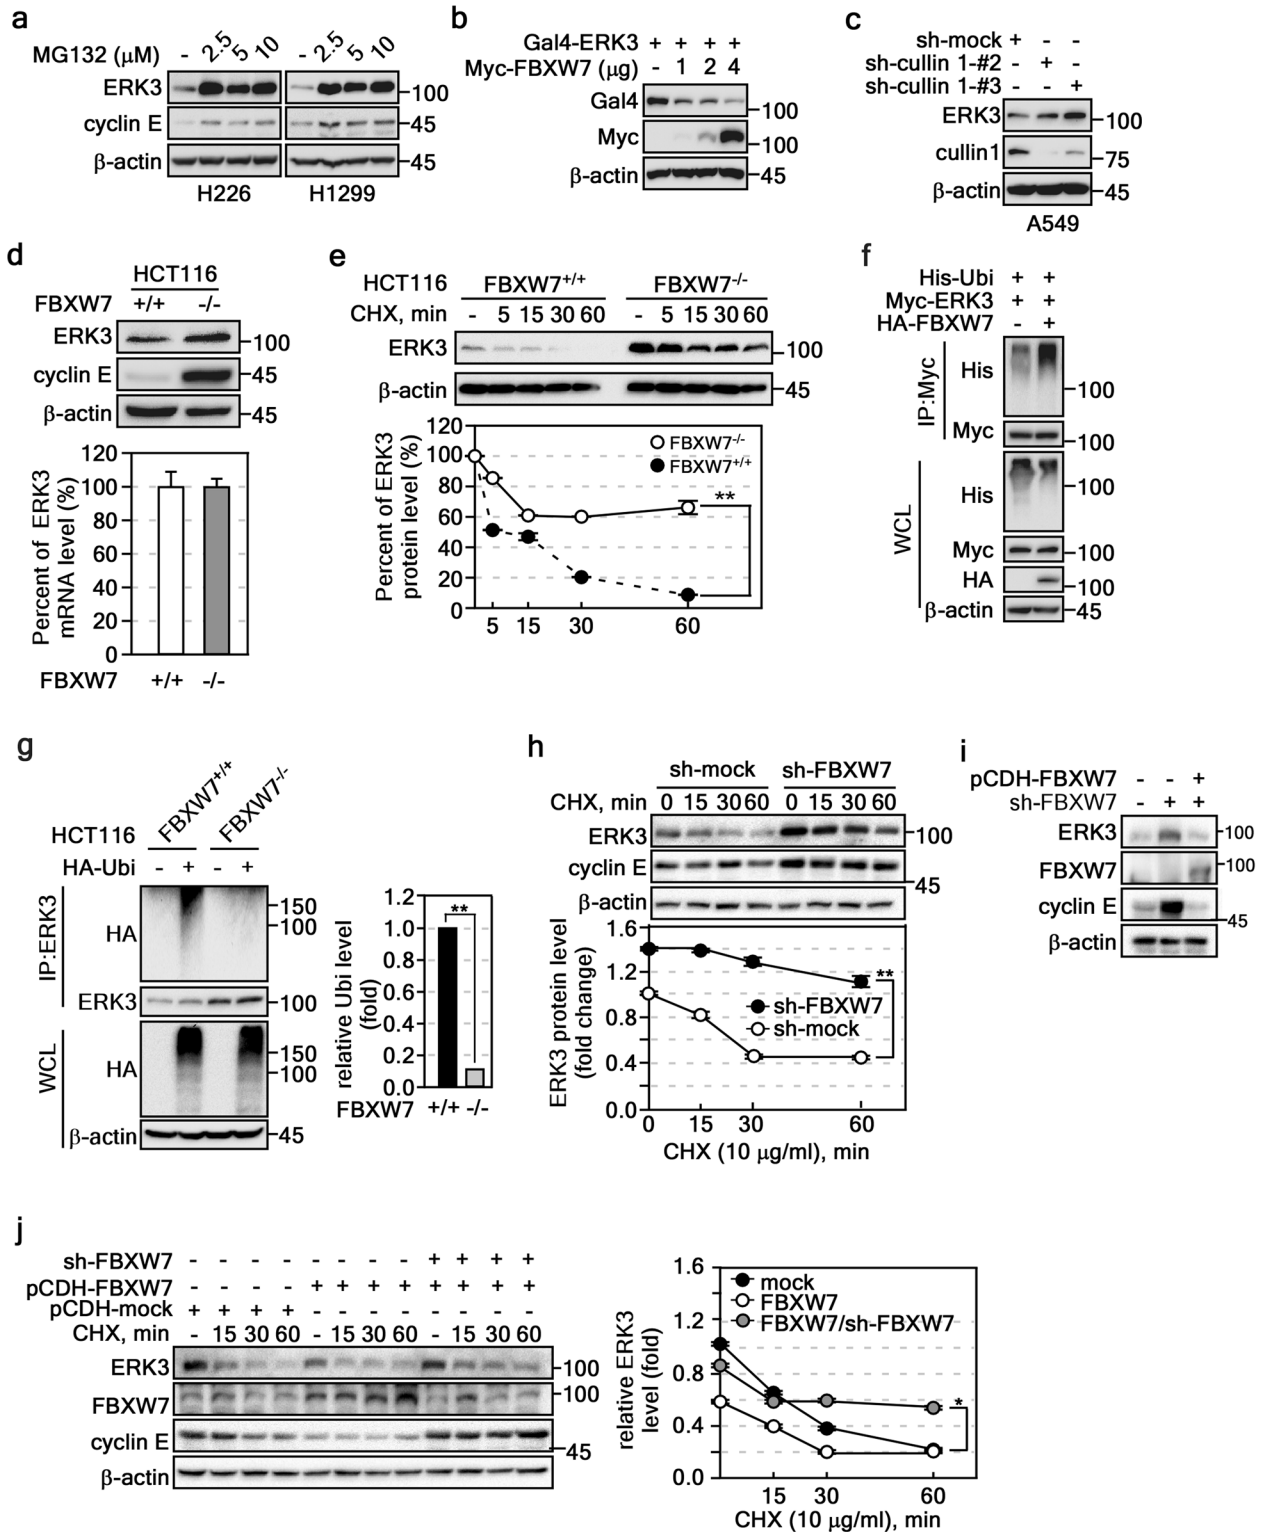 a
MG132 (μM) - 2.5 5 10 - 2.5 5 10
ERK3 100
cyclin E 45
β-actin 45
H226 H1299
b
Gal4-ERK3 + + + +
Myc-FBXW7 (μg) - 1 2 4
Gal4 100
Myc 100
β-actin 45
c
sh-mock + - -
sh-cullin 1-#2 - + -
sh-cullin 1-#3 - - +
ERK3 100
cullin1 75
β-actin 45
A549
d
HCT116
FBXW7 +/+ -/-
ERK3 100
cyclin E 45
β-actin 45
Percent of ERK3
mRNA level (%)
120
100
80
60
40
20
0
FBXW7 +/+ -/-
e
HCT116 FBXW7+/+ FBXW7-/-
CHX, min - 5 15 30 60 - 5 15 30 60
ERK3 100
β-actin 45
Percent of ERK3
protein level (%)
120
100
80
60
40
20
0
FBXW7-/-
FBXW7+/+
**
5 15 30 60
f
His-Ubi + +
Myc-ERK3 + +
HA-FBXW7 - +
IP:Myc
His 100
Myc 100
WCL
His 100
Myc 100
HA 100
β-actin 45
g
HCT116 FBXW7+/+ FBXW7-/-
HA-Ubi - + - +
IP:ERK3
HA 150
100
ERK3 100
WCL
HA 150
100
β-actin 45
relative Ubi level
(fold)
1.2
1.0
0.8
0.6
0.4
0.2
0.0
**
FBXW7 +/+ -/-
h
sh-mock sh-FBXW7
CHX, min 0 15 30 60 0 15 30 60
ERK3 100
cyclin E 45
β-actin
ERK3 protein level
(fold change)
1.6
1.2
0.8
0.4
0.0
**
sh-FBXW7
sh-mock
0 15 30 60
CHX (10 μg/ml), min
i
pCDH-FBXW7 - - +
sh-FBXW7 - + +
ERK3 100
FBXW7 100
cyclin E 45
β-actin
j
sh-FBXW7 - - - - - - - - + + + +
pCDH-FBXW7 - - - - + + + + + + + +
pCDH-mock + + + + - - - - - - - -
CHX, min - 15 30 60 - 15 30 60 - 15 30 60
ERK3 100
FBXW7 100
cyclin E 45
β-actin
relative ERK3
level (fold)
1.6
1.2
0.8
0.4
0.0
mock
FBXW7
FBXW7/sh-FBXW7
*
15 30 60
CHX (10 μg/ml), min